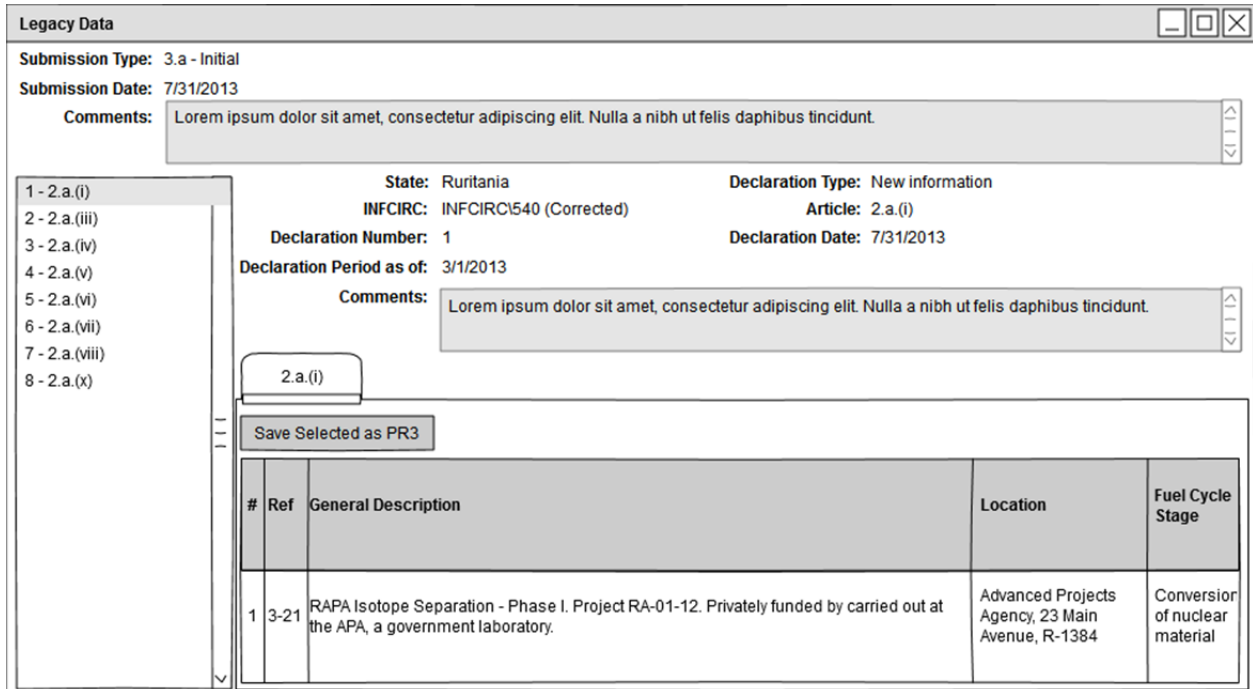 Legacy Data
Submission Type: 3.a - Initial
Submission Date: 7/31/2013
Comments: Lorem ipsum dolor sit amet, consectetur adipiscing elit. Nulla a nibh ut felis daphibus tincidunt.
1 - 2.a.(i)
2 - 2.a.(iii)
3 - 2.a.(iv)
4 - 2.a.(v)
5 - 2.a.(vi)
6 - 2.a.(vii)
7 - 2.a.(viii)
8 - 2.a.(x)
State: Ruritania
Declaration Type: New information
INFCIRC: INFCIRC\540 (Corrected)
Article: 2.a.(i)
Declaration Number: 1
Declaration Date: 7/31/2013
Declaration Period as of: 3/1/2013
Comments: Lorem ipsum dolor sit amet, consectetur adipiscing elit. Nulla a nibh ut felis daphibus tincidunt.
2.a.(i)
Save Selected as PR3
# Ref General Description Location Fuel Cycle
Stage
1 3-21
RAPA Isotope Separation - Phase I. Project RA-01-12. Privately funded by carried out at
the APA, a government laboratory.
Advanced Projects
Agency, 23 Main
Avenue, R-1384
Conversion
of nuclear
material